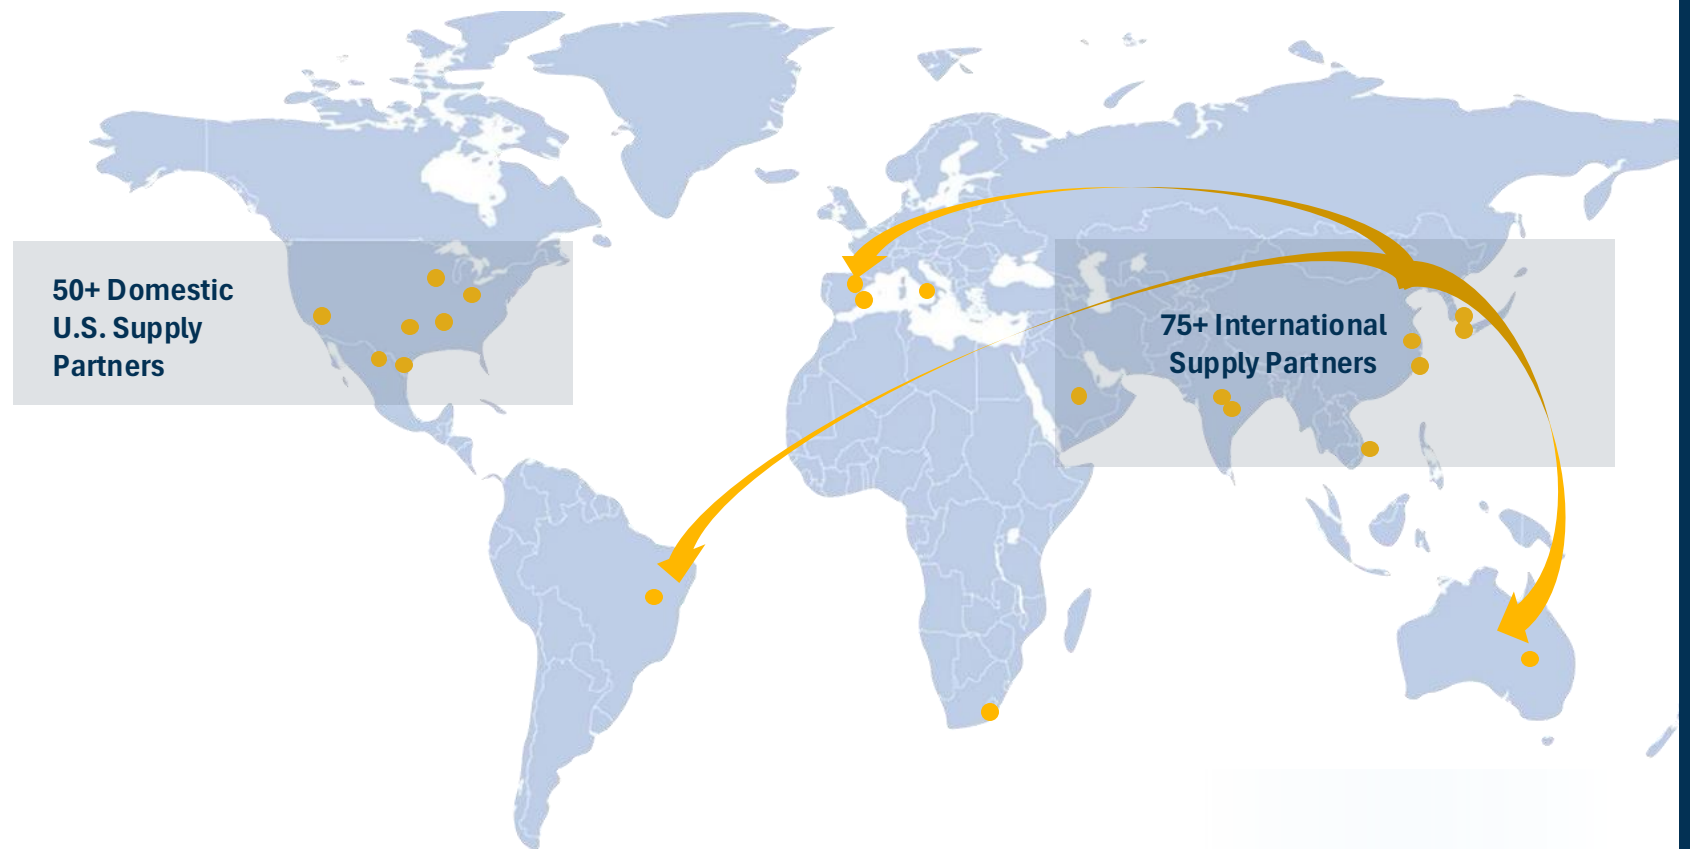 50+ Domestic
U.S. Supply
Partners
75+ International
Supply Partners